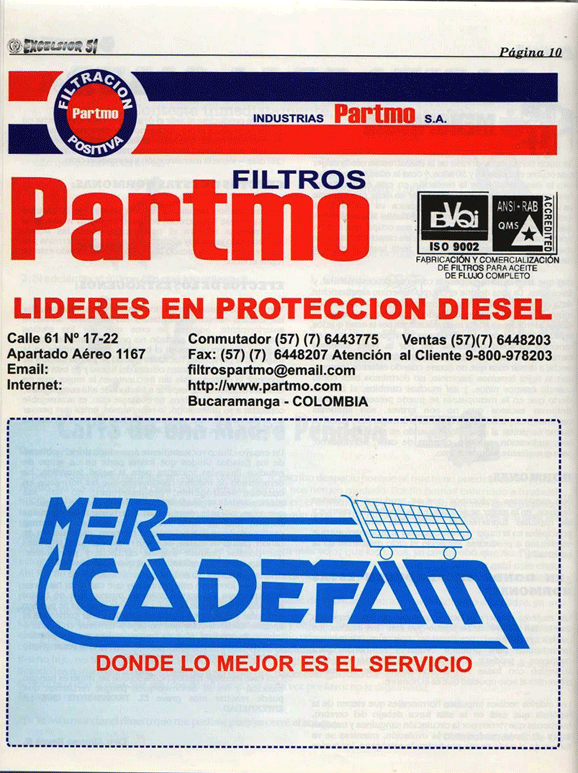 EXCELSIOR 51
Página 10
FILTRACION
Partmo
POSITIVA
INDUSTRIAS Partmo S.A.
FILTROS
Partmo
BVQi
ISO 9002
ANSI - RAB
QMS
ACCREDITED
FABRICACIÓN Y COMERCIALIZACIÓN
DE FILTROS PARA ACEITE
DE FLUJO COMPLETO
LIDERES EN PROTECCION DIESEL
Calle 61 Nº 17-22 Conmutador (57) (7) 6443775 Ventas (57)(7) 6448203
Apartado Aéreo 1167 Fax: (57) (7) 6448207 Atención al Cliente 9-800-978203
Email: filtrospartmo@email.com
Internet: http://www.partmo.com
Bucaramanga - COLOMBIA
MER
CADEFAM
DONDE LO MEJOR ES EL SERVICIO